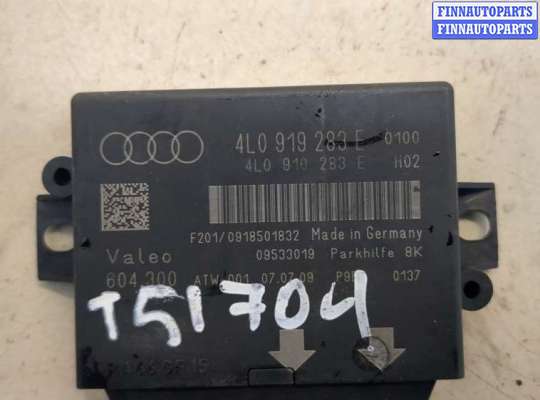 FINNAUTOPARTS
FINNAUTOPARTS
4L0 919 283 E 0100
4L0 910 283 E H02
F201/0918501832 Made in Germany
Valeo 09533019 Parkhilfe 8K
604.300 ATW 001 07.07.09 0137
T51704